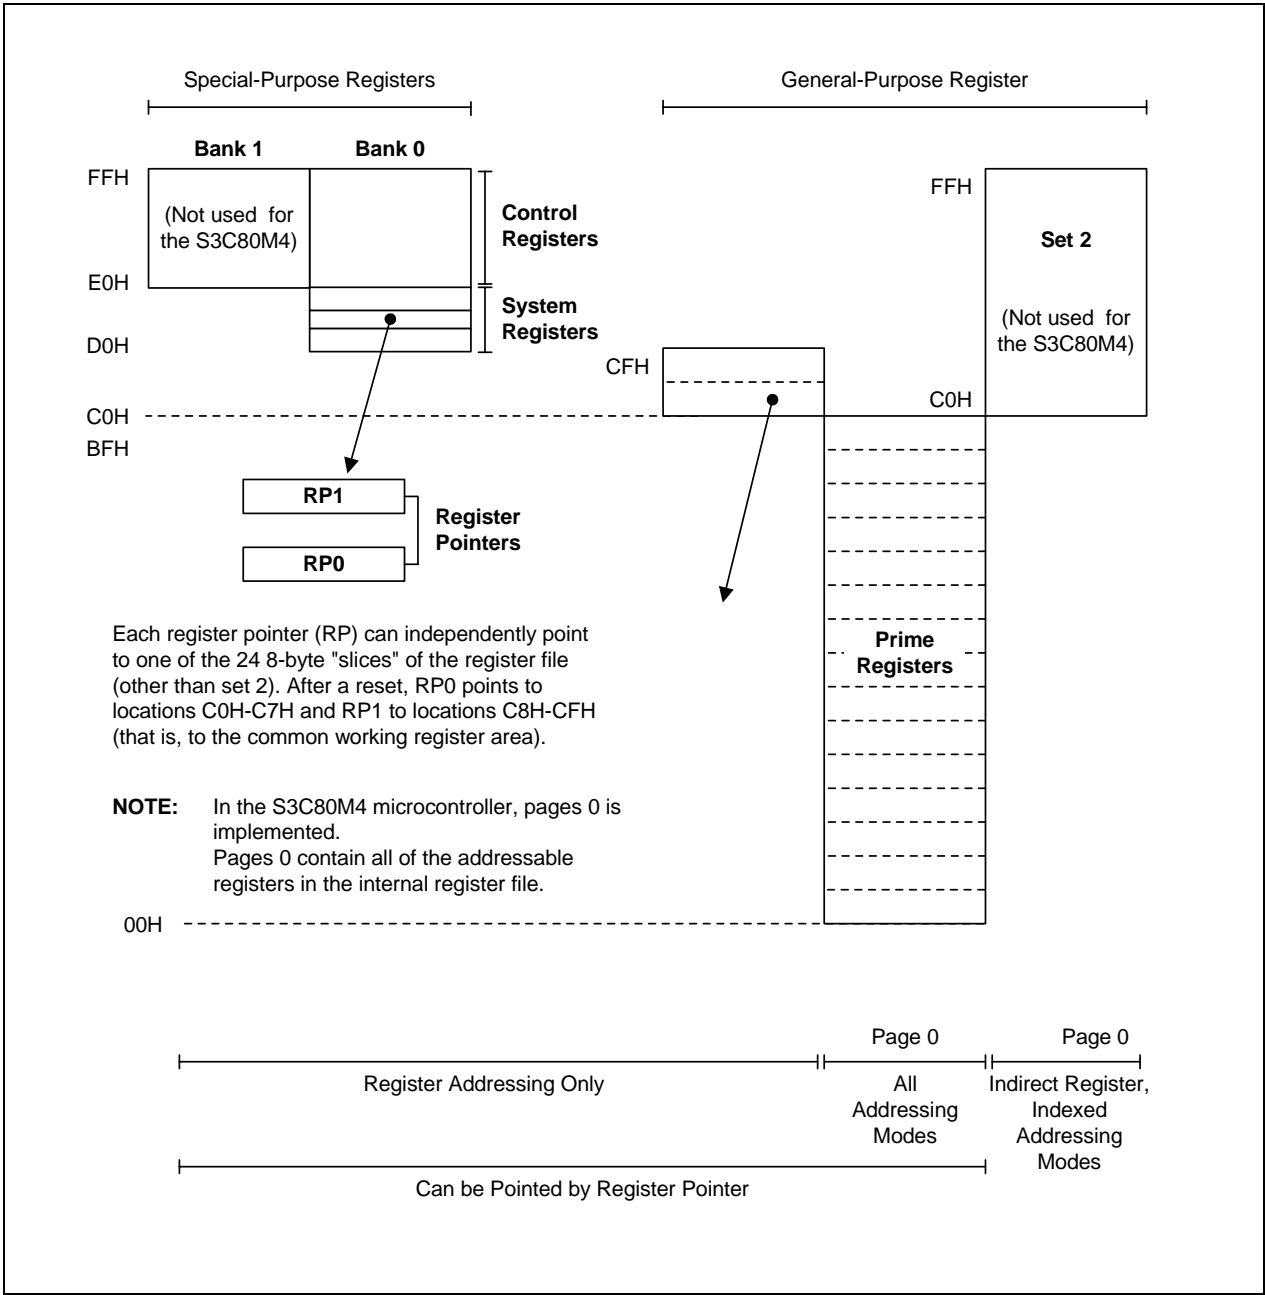 Special-Purpose Registers
General-Purpose Register
Bank 1
Bank 0
FFH
(Not used for
the S3C80M4)
Control
Registers
E0H
System
Registers
D0H
FFH
Set 2
(Not used for
the S3C80M4)
CFH
C0H
C0H
BFH
RP1
Register
Pointers
RP0
Each register pointer (RP) can independently point
to one of the 24 8-byte "slices" of the register file
(other than set 2). After a reset, RP0 points to
locations C0H-C7H and RP1 to locations C8H-CFH
(that is, to the common working register area).
Prime
Registers
NOTE: In the S3C80M4 microcontroller, pages 0 is
implemented.
Pages 0 contain all of the addressable
registers in the internal register file.
00H
Page 0
Page 0
Register Addressing Only
All
Addressing
Modes
Indirect Register,
Indexed
Addressing
Modes
Can be Pointed by Register Pointer